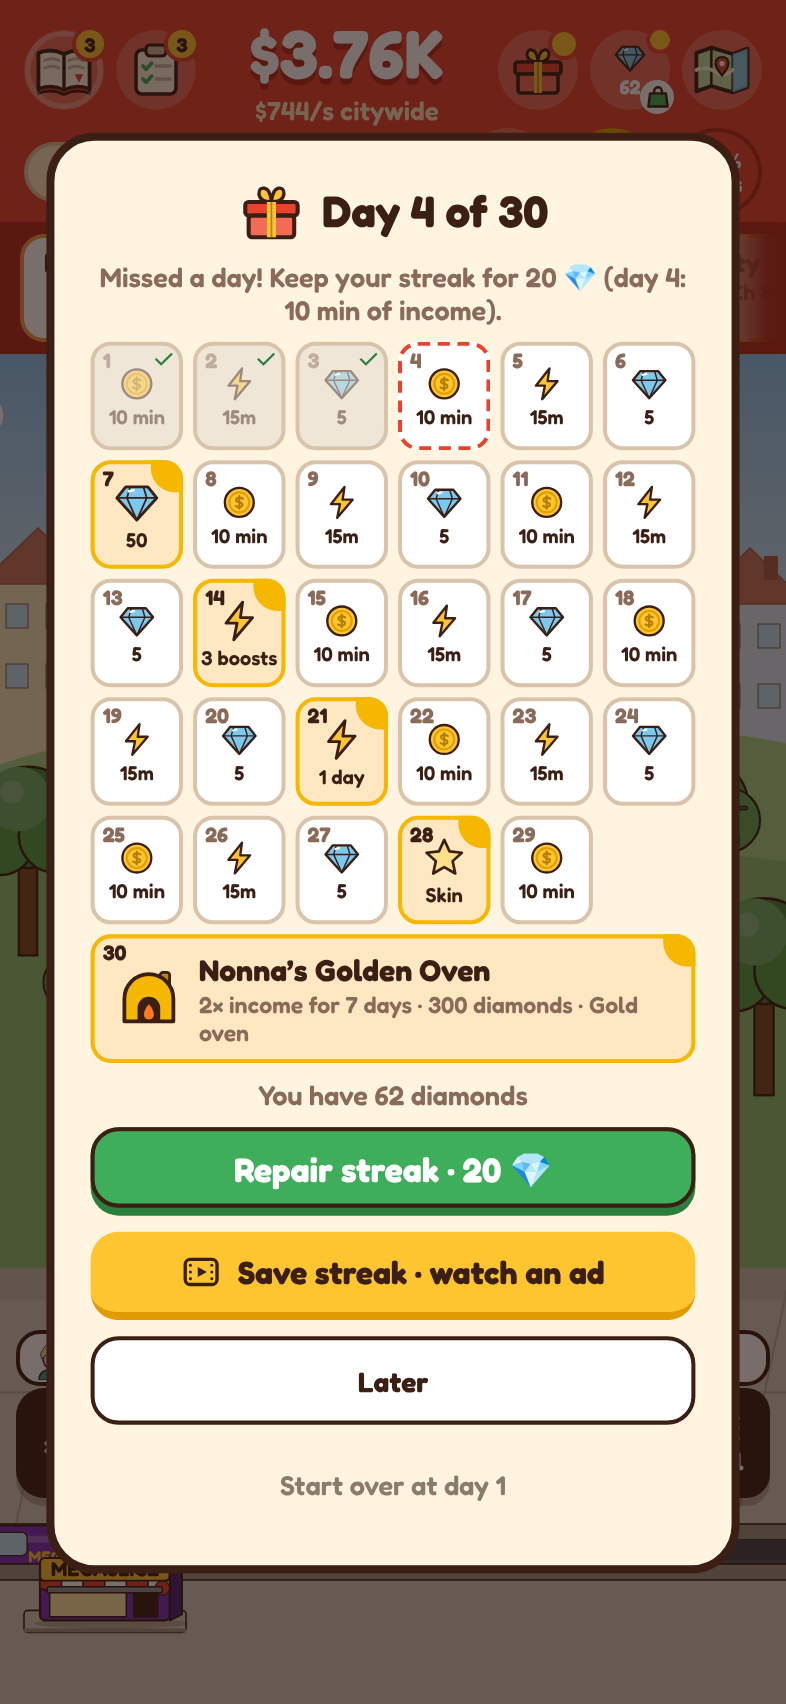 3
3
$3.76K
$744/s citywide
62
Day 4 of 30
Missed a day! Keep your streak for 20 💎 (day 4:
10 min of income).
1
10 min
2
15m
3
5
4
10 min
5
15m
6
5
7
50
8
10 min
9
15m
10
5
11
10 min
12
15m
13
5
14
3 boosts
15
10 min
16
15m
17
5
18
10 min
19
15m
20
5
21
1 day
22
10 min
23
15m
24
5
25
10 min
26
15m
27
5
28
Skin
29
10 min
30
Nonna's Golden Oven
2× income for 7 days · 300 diamonds · Gold
oven
You have 62 diamonds
Repair streak · 20 💎
Save streak · watch an ad
Later
Start over at day 1
MEGASLICE